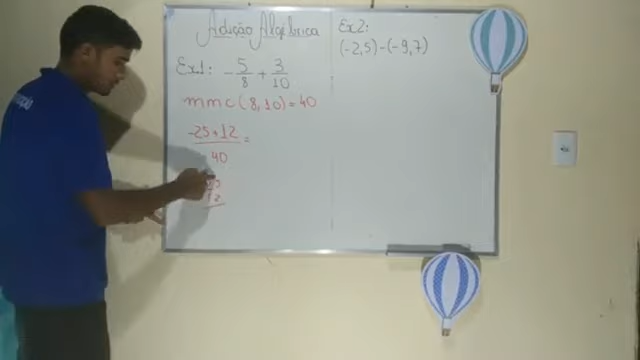 Adição Algébrica
Ex1: -5/8 + 3/10
mmc (8,10) = 40
-25+12/40 =
12
Ex2:
(-2,5)-(-9,7)